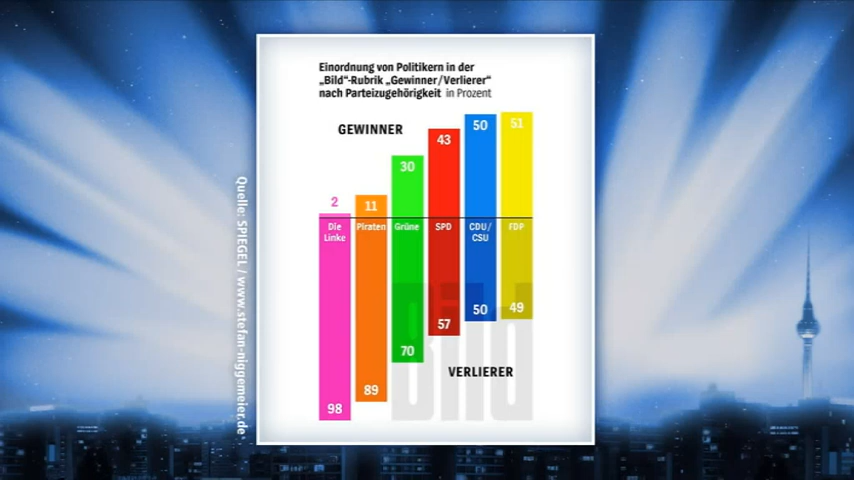 Einordnung von Politikern in der
„Bild“-Rubrik „Gewinner/Verlierer“
nach Parteizugehörigkeit in Prozent
GEWINNER
2
11
30
43
50
51
Die
Linke
Piraten
Grüne
SPD
CDU/
CSU
FDP
98
89
70
57
50
49
VERLIERER
Bild
Quelle: SPIEGEL / www.stefan-niggemeier.de